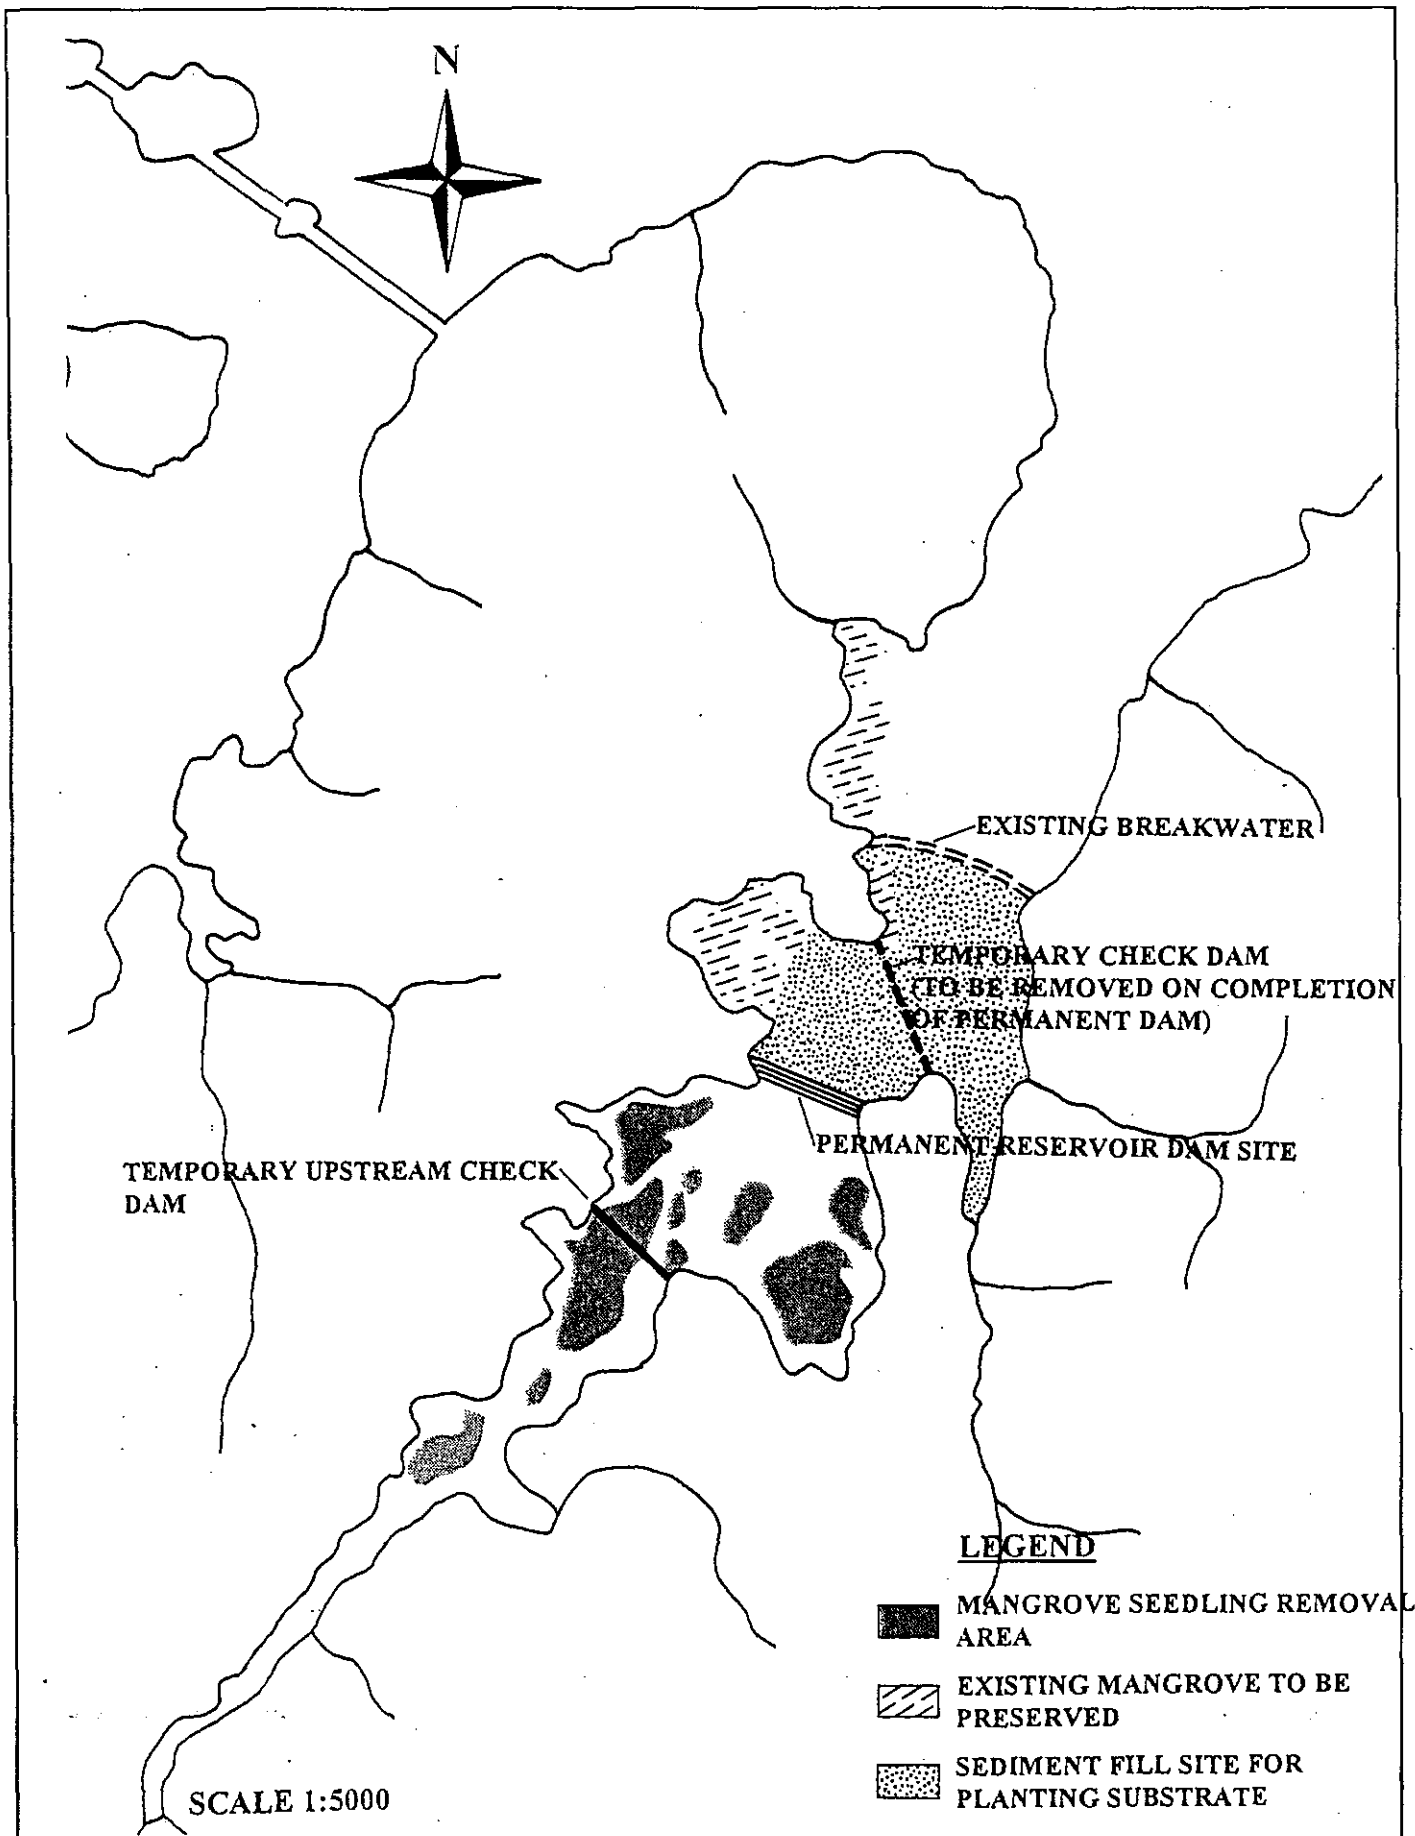 N
EXISTING BREAKWATER
TEMPORARY CHECK DAM
(TO BE REMOVED ON COMPLETION
OF PERMANENT DAM)
PERMANENT RESERVOIR DAM SITE
TEMPORARY UPSTREAM CHECK
DAM
LEGEND
MANGROVE SEEDLING REMOVAL
AREA
EXISTING MANGROVE TO BE
PRESERVED
SEDIMENT FILL SITE FOR
PLANTING SUBSTRATE
SCALE 1:5000